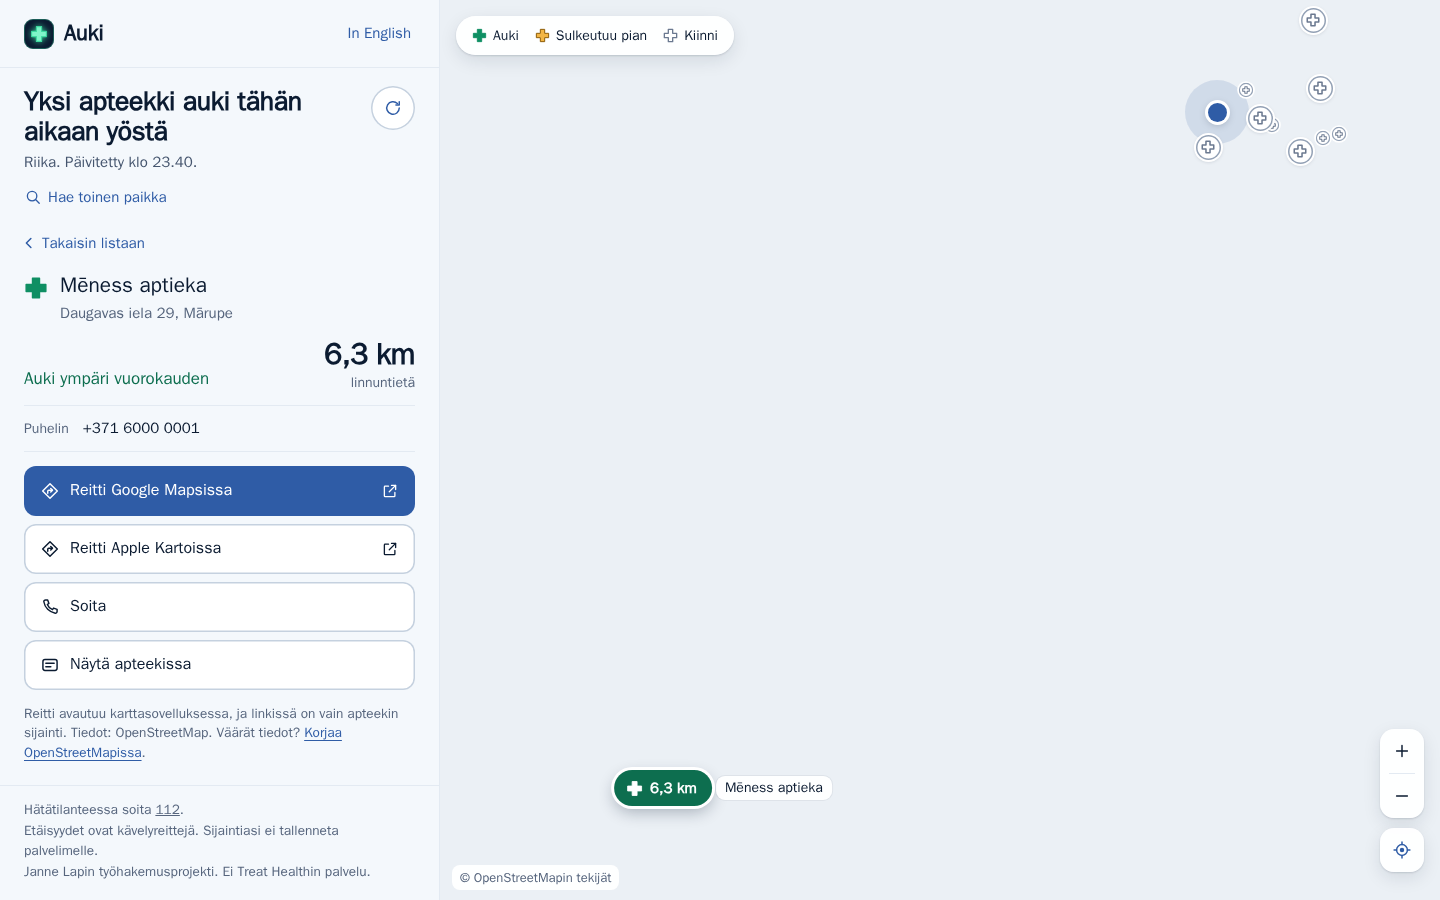 Auki
In English
Yksi apteekki auki tähän
aikaan yöstä
Riika. Päivitetty klo 23.40.
Hae toinen paikka
Takaisin listaan
Mēness aptieka
Daugavas iela 29, Mārupe
6,3 km
Auki ympäri vuorokauden
linnuntietä
Puhelin +371 6000 0001
Reitti Google Mapsissa
Reitti Apple Kartoissa
Soita
Näytä apteekissa
Reitti avautuu karttasovelluksessa, ja linkissä on vain apteekin
sijainti. Tiedot: OpenStreetMap. Väärät tiedot? Korjaa
OpenStreetMapissa.
Hätätilanteessa soita 112.
Etäisyydet ovat kävelyreittejä. Sijaintiasi ei tallenneta
palvelimelle.
Janne Lapin työhakemusprojekti. Ei Treat Healthin palvelu.
Auki Sulkeutuu pian Kiinni
6,3 km Mēness aptieka
© OpenStreetMapin tekijät